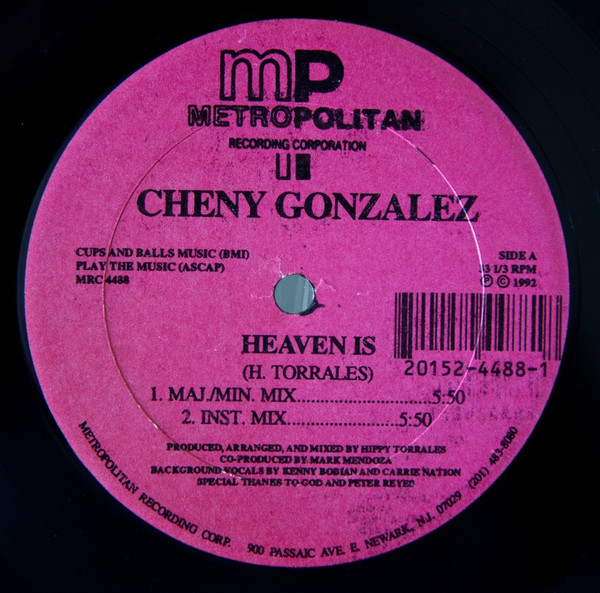 mp
METROPOLITAN
RECORDING CORPORATION
CHENY GONZALEZ
CUPS AND BALLS MUSIC (BMI)
PLAY THE MUSIC (ASCAP)
MRC 4488
SIDE A
33 1/3 RPM
Ⓟ © 1992
HEAVEN IS
(H. TORRALES)
20152-4488-1
1. MAJ./MIN. MIX..............................5:50
2. INST. MIX................................5:50
PRODUCED, ARRANGED, AND MIXED BY HIPPY TORRALES
CO-PRODUCED BY MARK MENDOZA
BACKGROUND VOCALS BY KENNY BOBIAN AND CARRIE NATION
SPECIAL THANKS TO GOD AND PETER REYES
METROPOLITAN RECORDING CORP. 900 PASSAIC AVE. E. NEWARK, N.J. 07029 (201) 483-8080